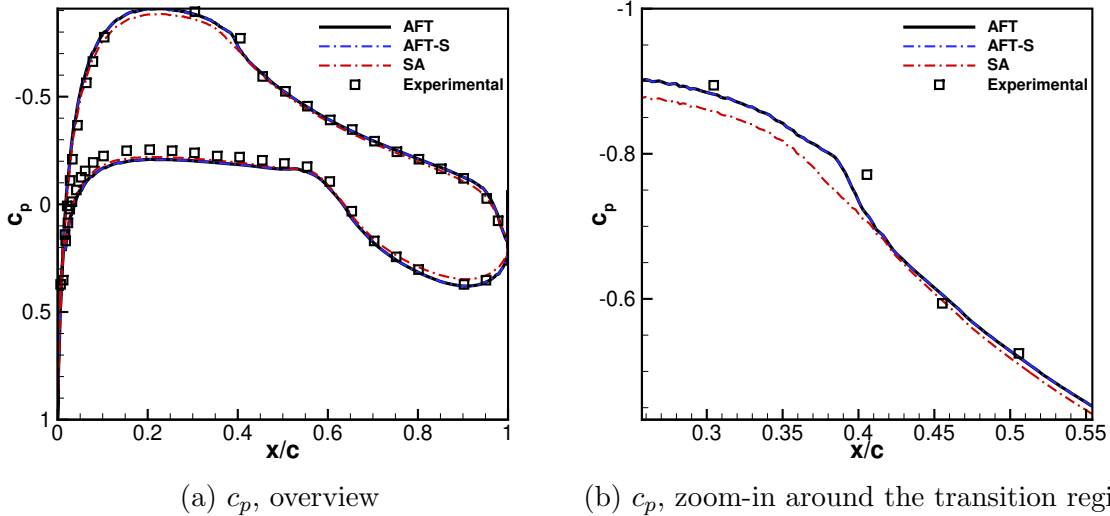 AFT
AFT-S
SA
Experimental
-0.5
0
0.5
1
c_p
0
0.2
0.4
0.6
0.8
1
x/c
(a) c_p, overview
-1
-0.8
-0.6
c_p
AFT
AFT-S
SA
Experimental
0.3
0.35
0.4
0.45
0.5
0.55
x/c
(b) c_p, zoom-in around the transition regi